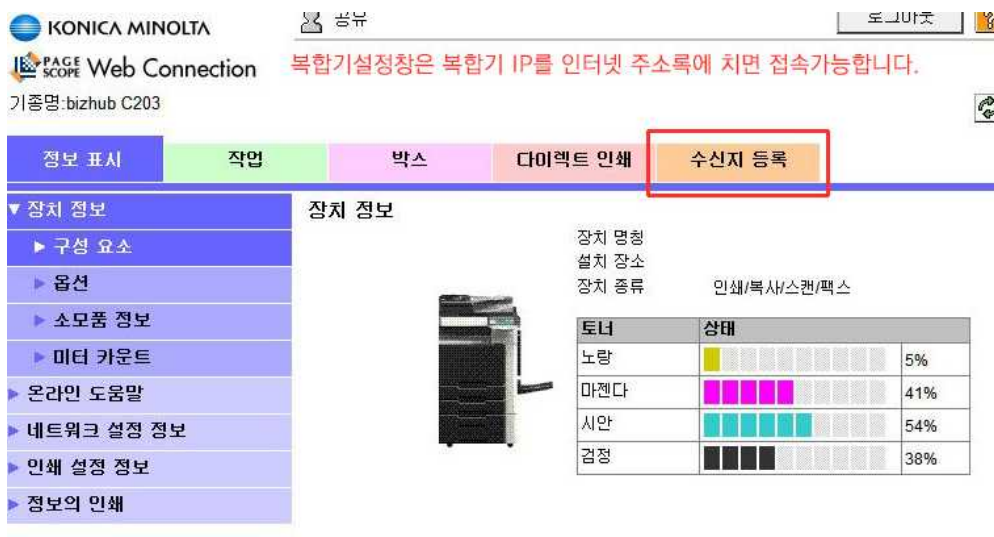 KONICA MINOLTA
공유
로그아웃
PAGE SCOPE Web Connection
복합기설정창은 복합기 IP를 인터넷 주소록에 치면 접속가능합니다.
기종명:bizhub C203
정보 표시
작업
박스
다이렉트 인쇄
수신지 등록
▼ 장치 정보
▶ 구성 요소
▶ 옵션
▶ 소모품 정보
▶ 미터 카운트
▶ 온라인 도움말
▶ 네트워크 설정 정보
▶ 인쇄 설정 정보
▶ 정보의 인쇄
장치 정보
장치 명칭
설치 장소
장치 종류 인쇄/복사/스캔/팩스
토너 상태
노랑 5%
마젠다 41%
시안 54%
검정 38%